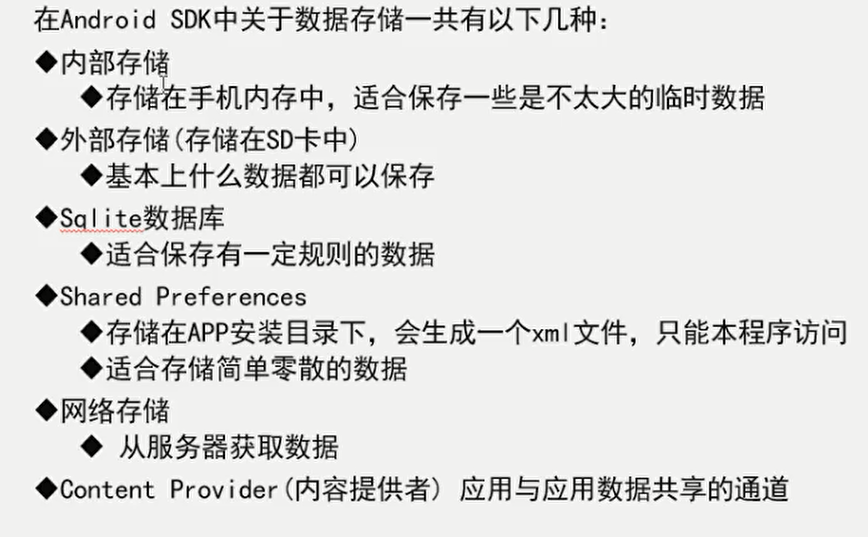 在Android SDK中关于数据存储一共有以下几种：
◆内部存储
◆存储在手机内存中，适合保存一些是不太大的临时数据
◆外部存储(存储在SD卡中)
◆基本上什么数据都可以保存
◆Sqlite数据库
◆适合保存有一定规则的数据
◆Shared Preferences
◆存储在APP安装目录下，会生成一个xml文件，只能本程序访问
◆适合存储简单零散的数据
◆网络存储
◆ 从服务器获取数据
◆Content Provider(内容提供者) 应用与应用数据共享的通道